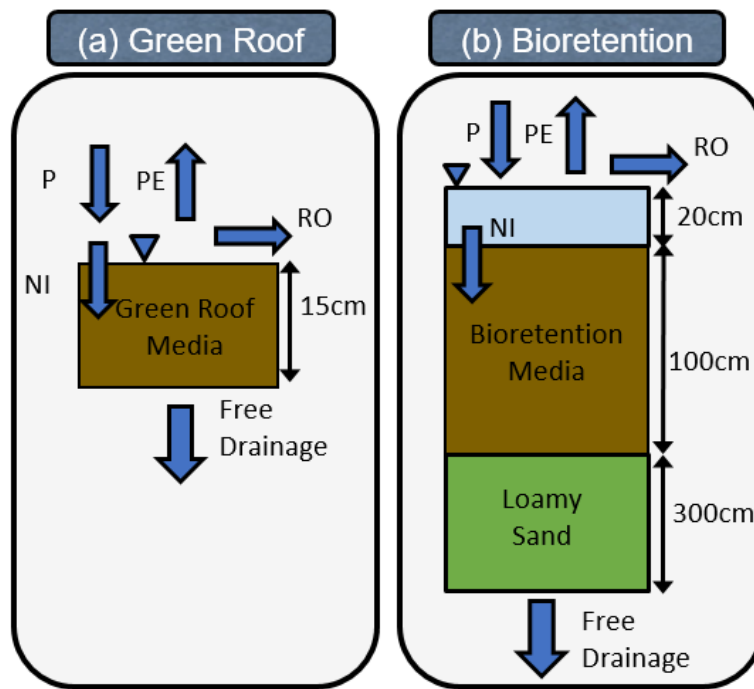 (a) Green Roof
P
PE
RO
NI
15cm
Green Roof
Media
Free
Drainage
(b) Bioretention
P
PE
RO
20cm
NI
Bioretention
Media
100cm
Loamy
Sand
300cm
Free
Drainage